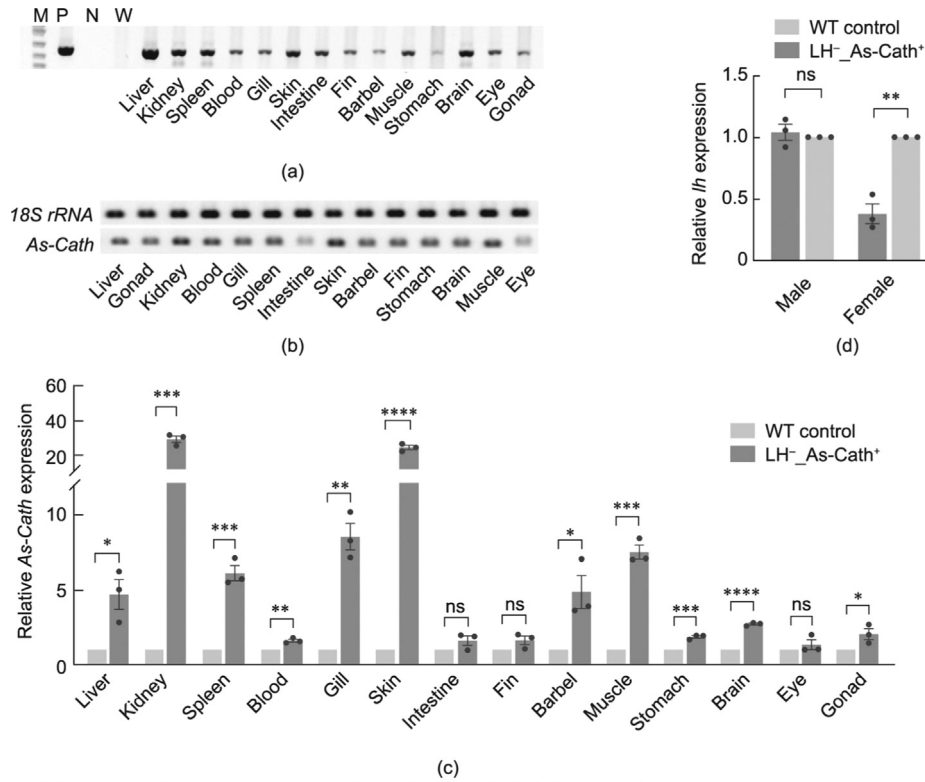 M P N W
Liver Kidney Spleen Blood Gill Skin Intestine Fin Barbel Muscle Stomach Brain Eye Gonad
(a)
18S rRNA
As-Cath
Liver Gonad Kidney Blood Gill Spleen Intestine Skin Barbel Fin Stomach Brain Muscle Eye
(b)
WT control
LH⁻_As-Cath⁺
Relative lh expression
1.5
1.0
0.5
0
ns
**
Male Female
(d)
Relative As-Cath expression
60
40
20
10
5
0
* *** *** ** ** **** ns ns * *** *** **** ns *
WT control
LH⁻_As-Cath⁺
Liver Kidney Spleen Blood Gill Skin Intestine Fin Barbel Muscle Stomach Brain Eye Gonad
(c)